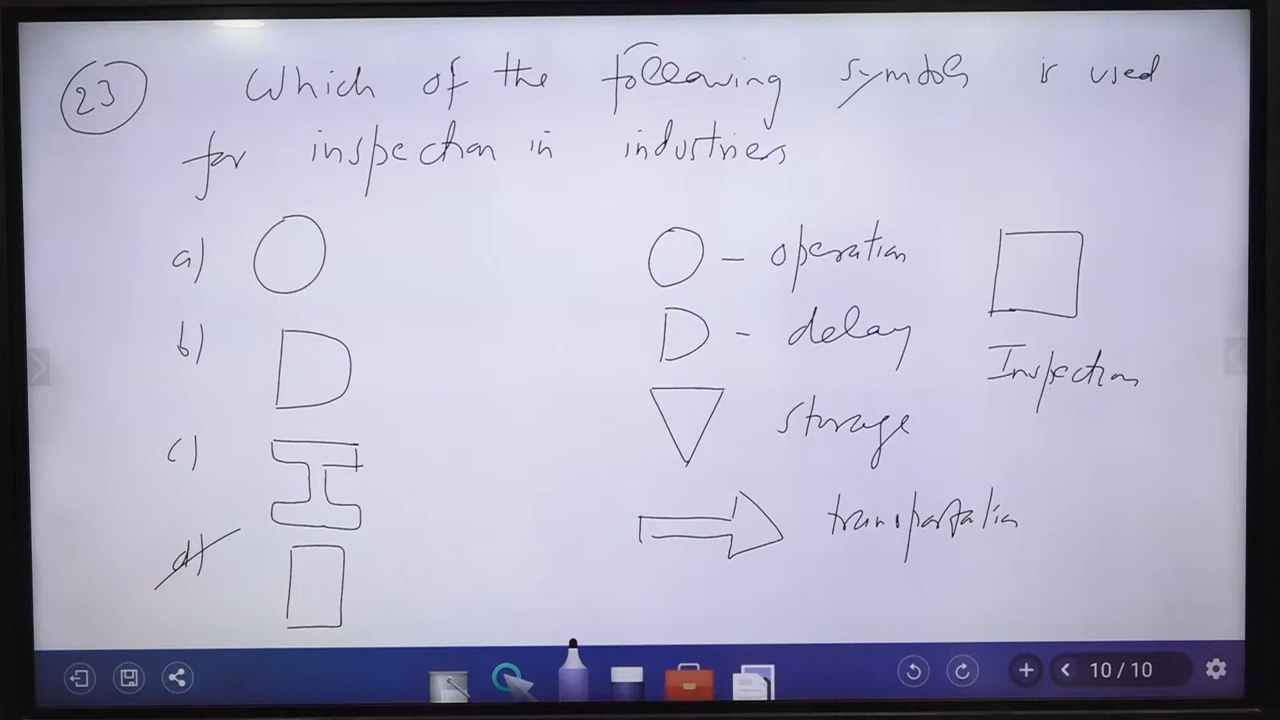 23 Which of the following symbols is used
for inspection in industries
a)
b)
c)
d)
- operation
D - delay
storage
transportation
Inspection
10 / 10